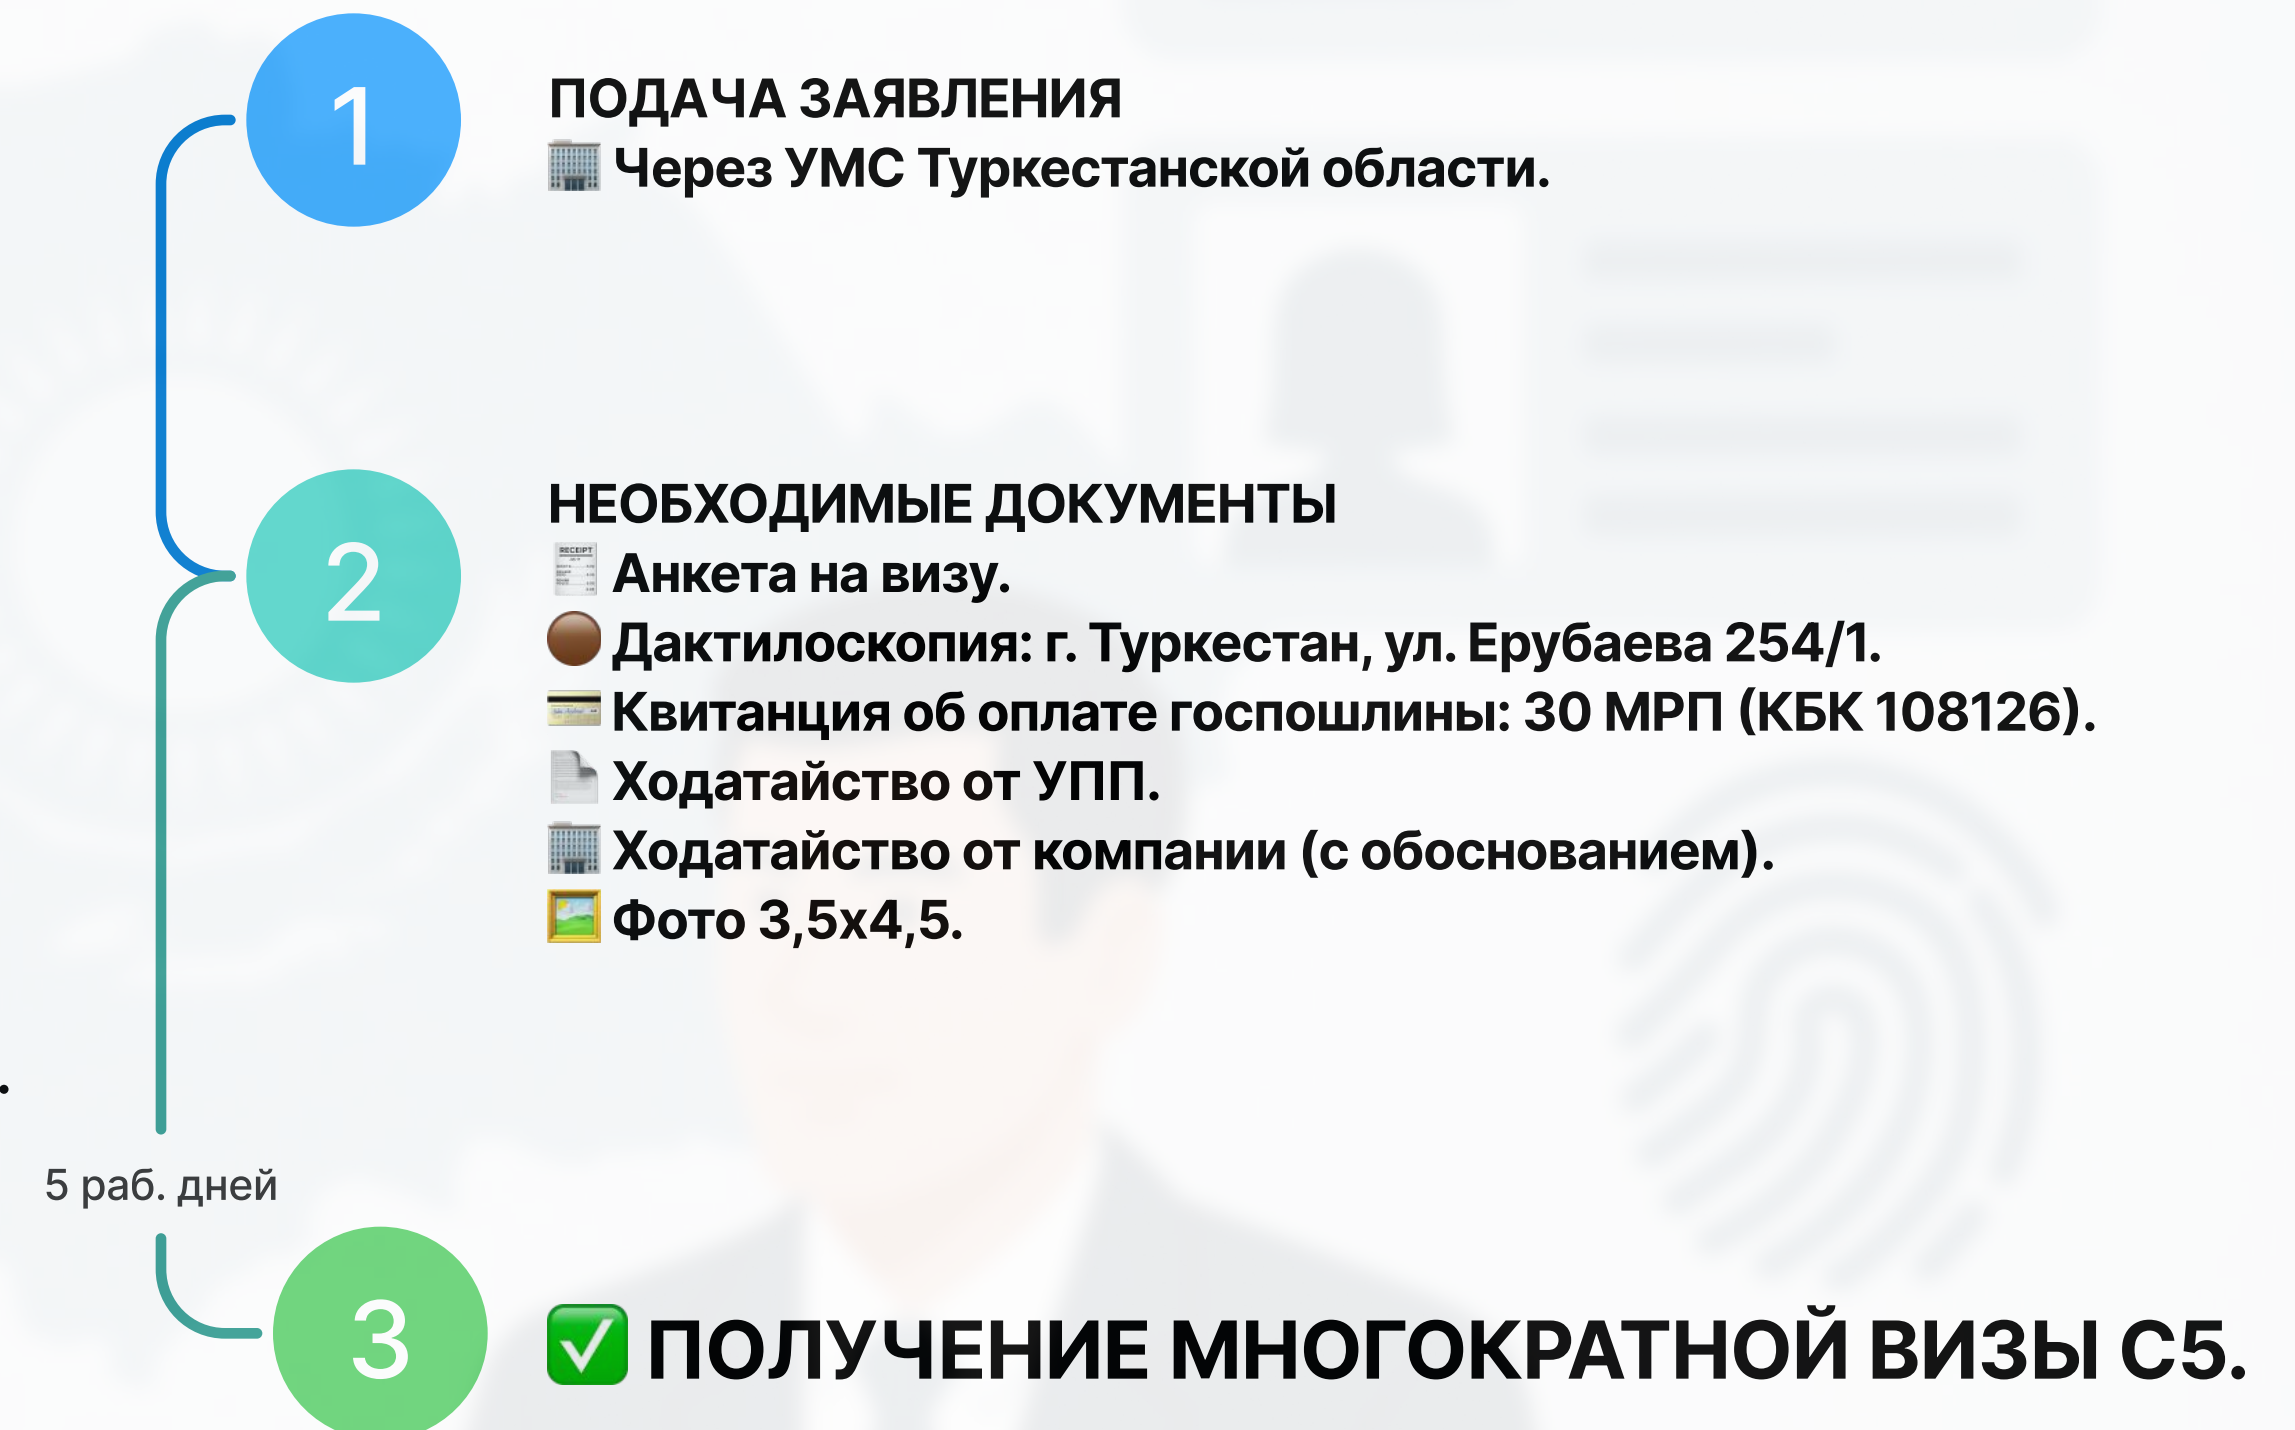 1
ПОДАЧА ЗАЯВЛЕНИЯ
Через УМС Туркестанской области.
2
НЕОБХОДИМЫЕ ДОКУМЕНТЫ
RECEIPT
Анкета на визу.
Дактилоскопия: г. Туркестан, ул. Ерубаева 254/1.
Квитанция об оплате госпошлины: 30 МРП (КБК 108126).
Ходатайство от УПП.
Ходатайство от компании (с обоснованием).
Фото 3,5х4,5.
.
5 раб. дней
3
ПОЛУЧЕНИЕ МНОГОКРАТНОЙ ВИЗЫ С5.